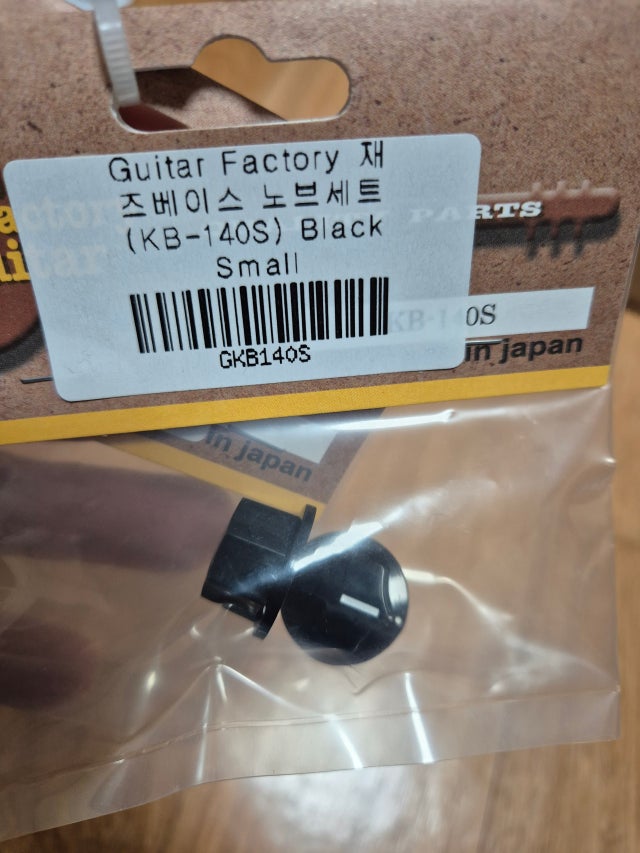 Guitar Factory 재
즈베이스 노브세트
(KB-140S) Black
Small
GKB140S
PARTS
KB-140S
in japan
in japan